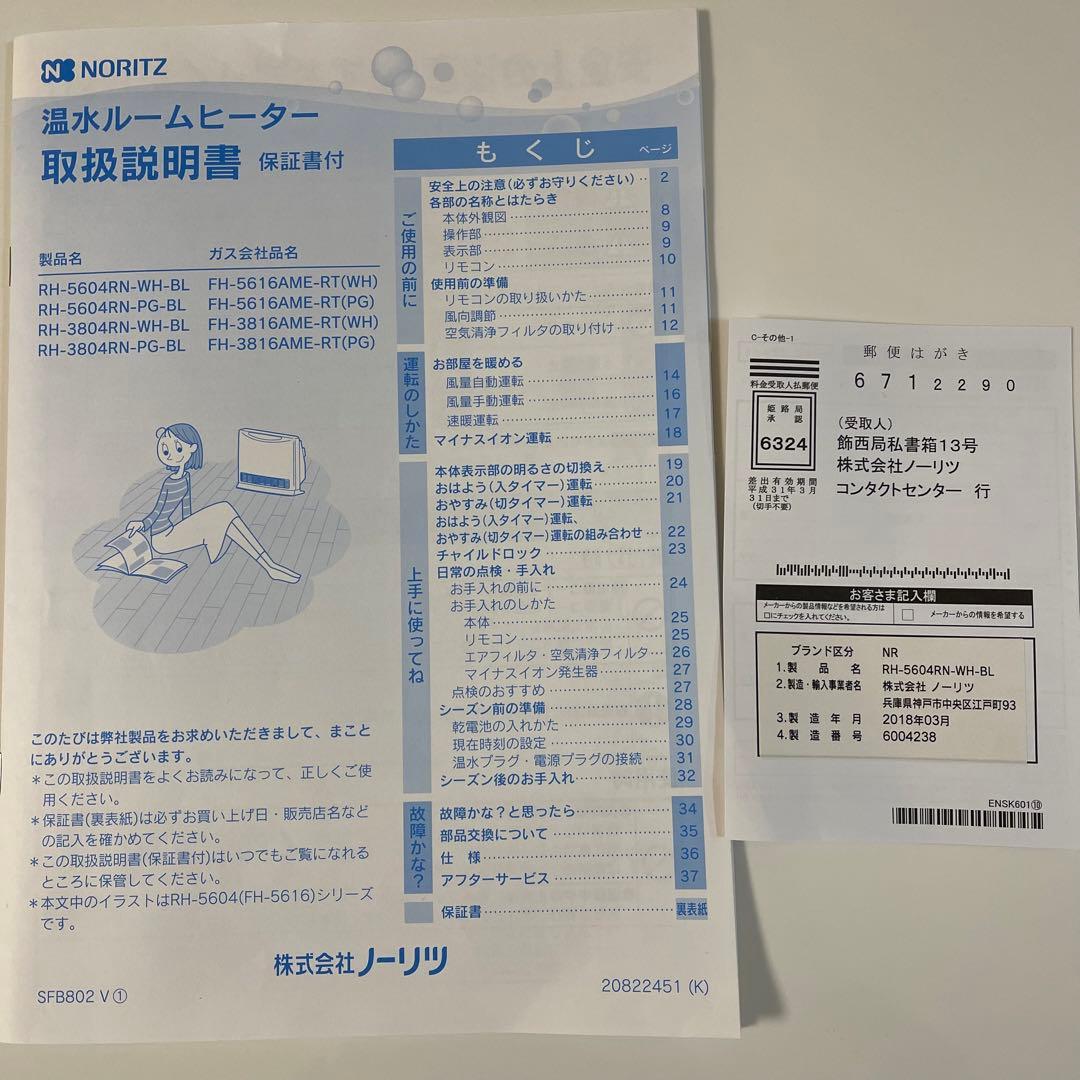 NORITZ
温水ルームヒーター
取扱説明書 保証書付
製品名 ガス会社品名
RH-5604RN-WH-BL FH-5616AME-RT(WH)
RH-5604RN-PG-BL FH-5616AME-RT(PG)
RH-3804RN-WH-BL FH-3816AME-RT(WH)
RH-3804RN-PG-BL FH-3816AME-RT(PG)
このたびは弊社製品をお求めいただきまして、まこと
にありがとうございます。
＊この取扱説明書をよくお読みになって、正しくご使
用ください。
＊保証書(裏表紙)は必ずお買い上げ日・販売店名など
の記入を確かめてください。
＊この取扱説明書(保証書付)はいつでもご覧になれる
ところに保管してください。
＊本文中のイラストはRH-5604(FH-5616)シリーズ
です。
もくじ ページ
ご使用の前に
安全上の注意(必ずお守りください)‥ 2
各部の名称とはたらき
本体外観図 8
操作部 9
表示部 9
リモコン 10
使用前の準備
リモコンの取り扱いかた 11
風向調節 11
空気清浄フィルタの取り付け 12
運転のしかた
お部屋を暖める
風量自動運転 14
風量手動運転 16
速暖運転 17
マイナスイオン運転 18
上手に使ってね
本体表示部の明るさの切換え 19
おはよう(入タイマー)運転 20
おやすみ(切タイマー)運転 21
おはよう(入タイマー)運転、
おやすみ(切タイマー)運転の組み合わせ 22
チャイルドロック 23
日常の点検・手入れ
お手入れの前に 24
お手入れのしかた
本体 25
リモコン 25
エアフィルタ・空気清浄フィルタ 26
マイナスイオン発生器 27
点検のおすすめ 27
シーズン前の準備 28
乾電池の入れかた 29
現在時刻の設定 30
温水プラグ・電源プラグの接続 31
シーズン後のお手入れ 32
故障かな？
故障かな？と思ったら 34
部品交換について 35
仕 様 36
アフターサービス 37
保証書 裏表紙
株式会社ノーリツ
SFB802 V①
20822451 (K)
C-その他-1
郵便はがき
料金受取人払郵便
6712290
姫路局
承認
6324
差出有効期間
平成31年3月
31日まで
(切手不要)
(受取人)
飾西局私書箱13号
株式会社ノーリツ
コンタクトセンター 行
お客さま記入欄
メーカーからの製品情報などを希望される方は
□にチェックを入れてください。
□ メーカーからの情報を希望する
ブランド区分 NR
1.製品名 RH-5604RN-WH-BL
2.製造・輸入事業者名 株式会社 ノーリツ
兵庫県神戸市中央区江戸町93
3.製造年月 2018年03月
4.製造番号 6004238
ENSK601⑩